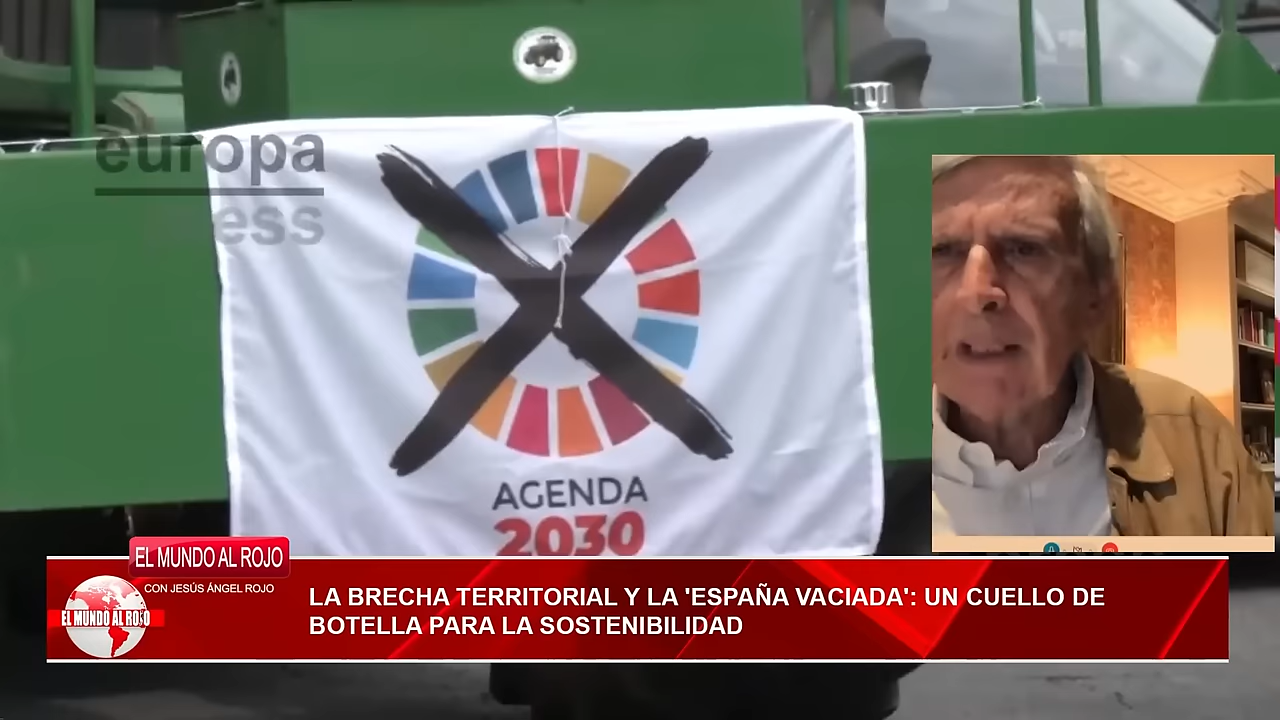 europa
ess
AGENDA
2030
EL MUNDO AL ROJO
CON JESÚS ÁNGEL ROJO
EL MUNDO AL ROJO
LA BRECHA TERRITORIAL Y LA 'ESPAÑA VACIADA': UN CUELLO DE
BOTELLA PARA LA SOSTENIBILIDAD